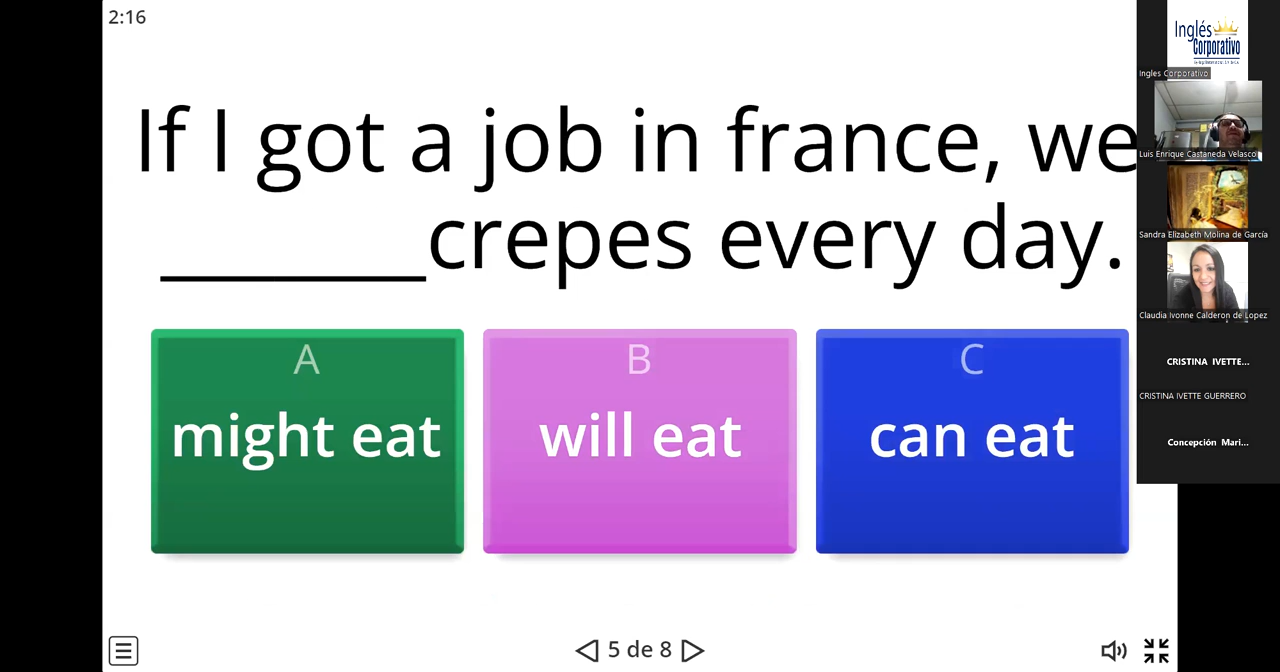 2:16
If I got a job in france, we
________crepes every day.
A
might eat
B
will eat
C
can eat
5 de 8
Inglés
Corporativo
Ingles Corporativo
Luis Enrique Castaneda Velasco
Sandra Elizabeth Molina de García
Claudia Ivonne Calderon de Lopez
CRISTINA IVETTE...
CRISTINA IVETTE GUERRERO
Concepción Mari...